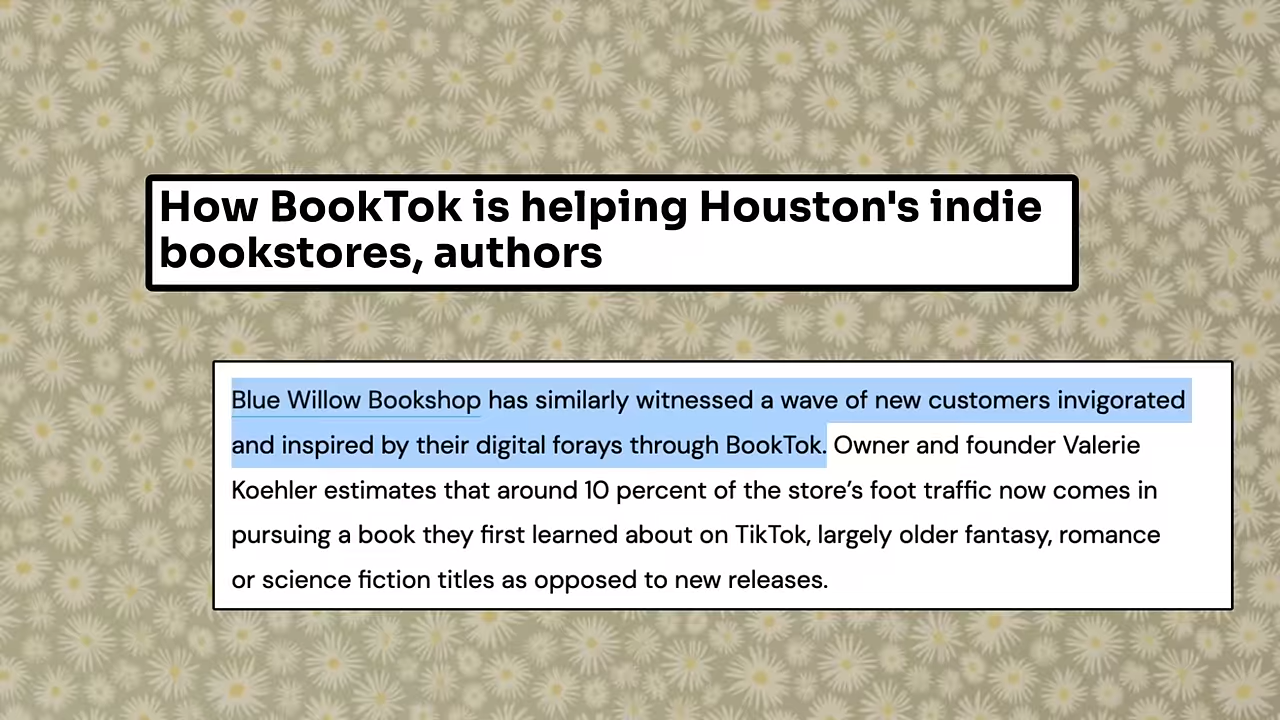 How BookTok is helping Houston's indie
bookstores, authors
Blue Willow Bookshop has similarly witnessed a wave of new customers invigorated
and inspired by their digital forays through BookTok. Owner and founder Valerie
Koehler estimates that around 10 percent of the store’s foot traffic now comes in
pursuing a book they first learned about on TikTok, largely older fantasy, romance
or science fiction titles as opposed to new releases.